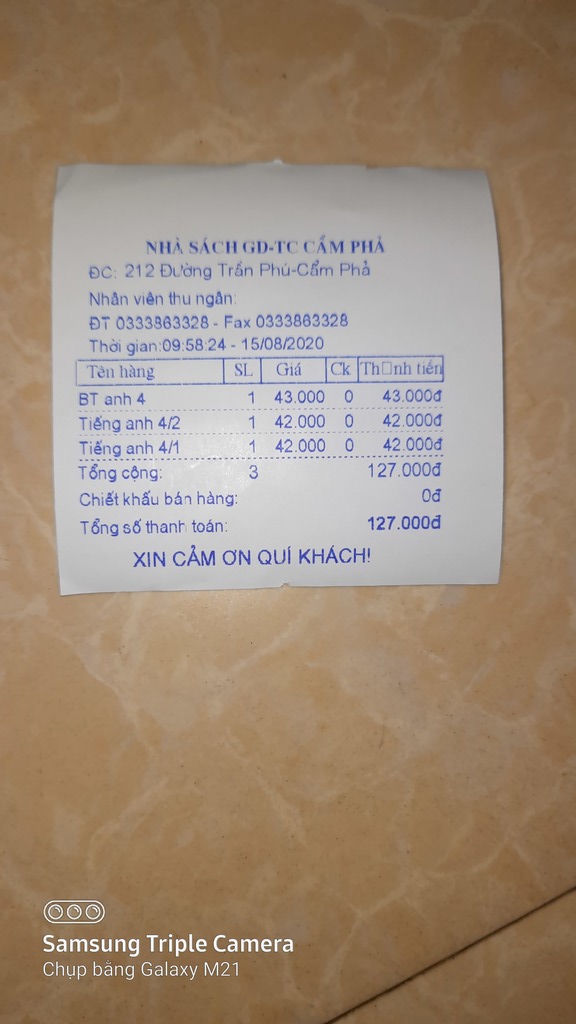 NHÀ SÁCH GD-TC CẨM PHẢ
ĐC: 212 Đường Trần Phú-Cẩm Phả
Nhân viên thu ngân:
ĐT 0333863328 - Fax 0333863328
Thời gian:09:58:24 - 15/08/2020
Tên hàng SL Giá Ck Th□nh tiền
BT anh 4 1 43.000 0 43.000đ
Tiếng anh 4/2 1 42.000 0 42.000đ
Tiếng anh 4/1 1 42.000 0 42.000đ
Tổng cộng: 3 127.000đ
Chiết khấu bán hàng: 0đ
Tổng số thanh toán: 127.000đ
XIN CẢM ƠN QUÍ KHÁCH!
Samsung Triple Camera
Chụp bằng Galaxy M21